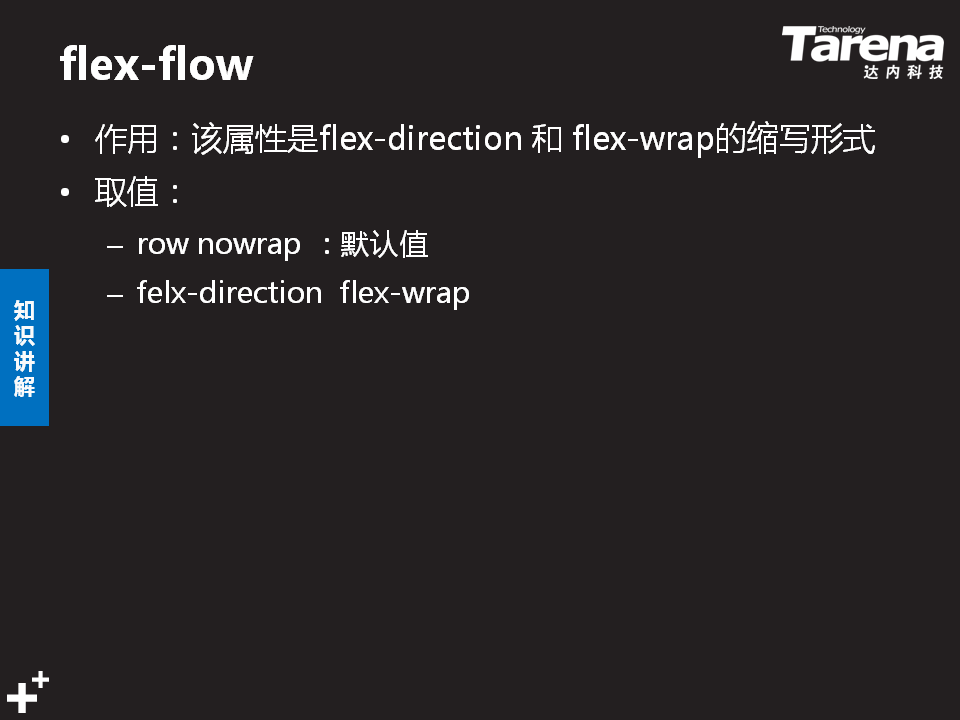 flex-flow
Technology
Tarena
达内科技
• 作用：该属性是flex-direction 和 flex-wrap的缩写形式
• 取值：
– row nowrap ：默认值
– felx-direction flex-wrap
知识讲解